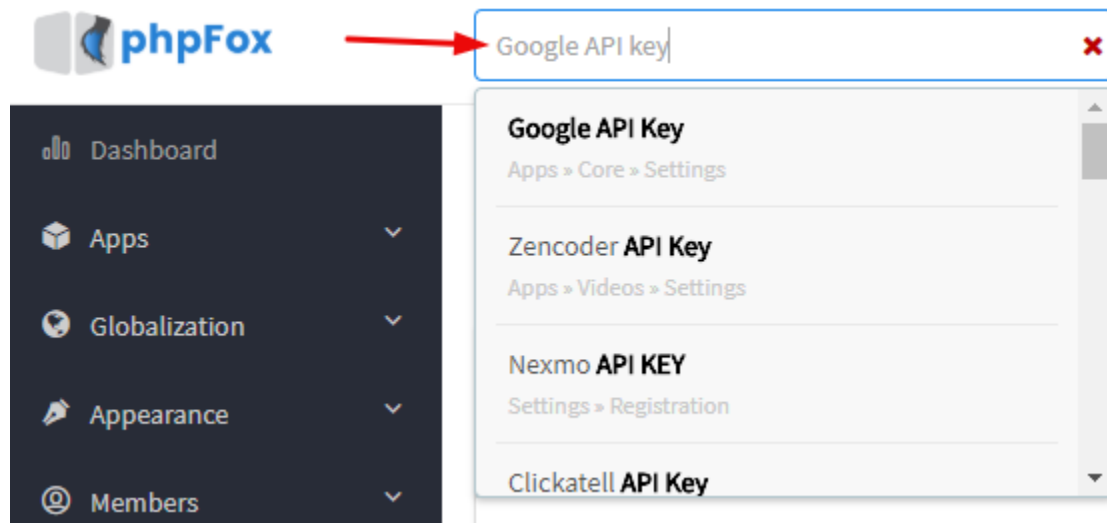 phpFox
Google API key
Google API Key
Apps » Core » Settings
Zencoder API Key
Apps » Videos » Settings
Nexmo API KEY
Settings » Registration
Clickatell API Key
Dashboard
Apps
Globalization
Appearance
Members